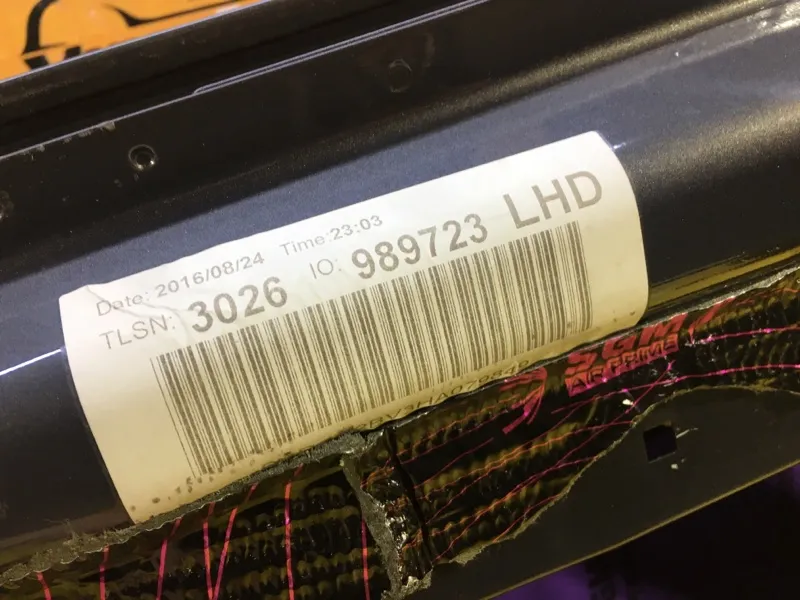 Date: 2016/08/24 Time:23:03
TLSN: 3026 IO: 989723 LHD
SGM